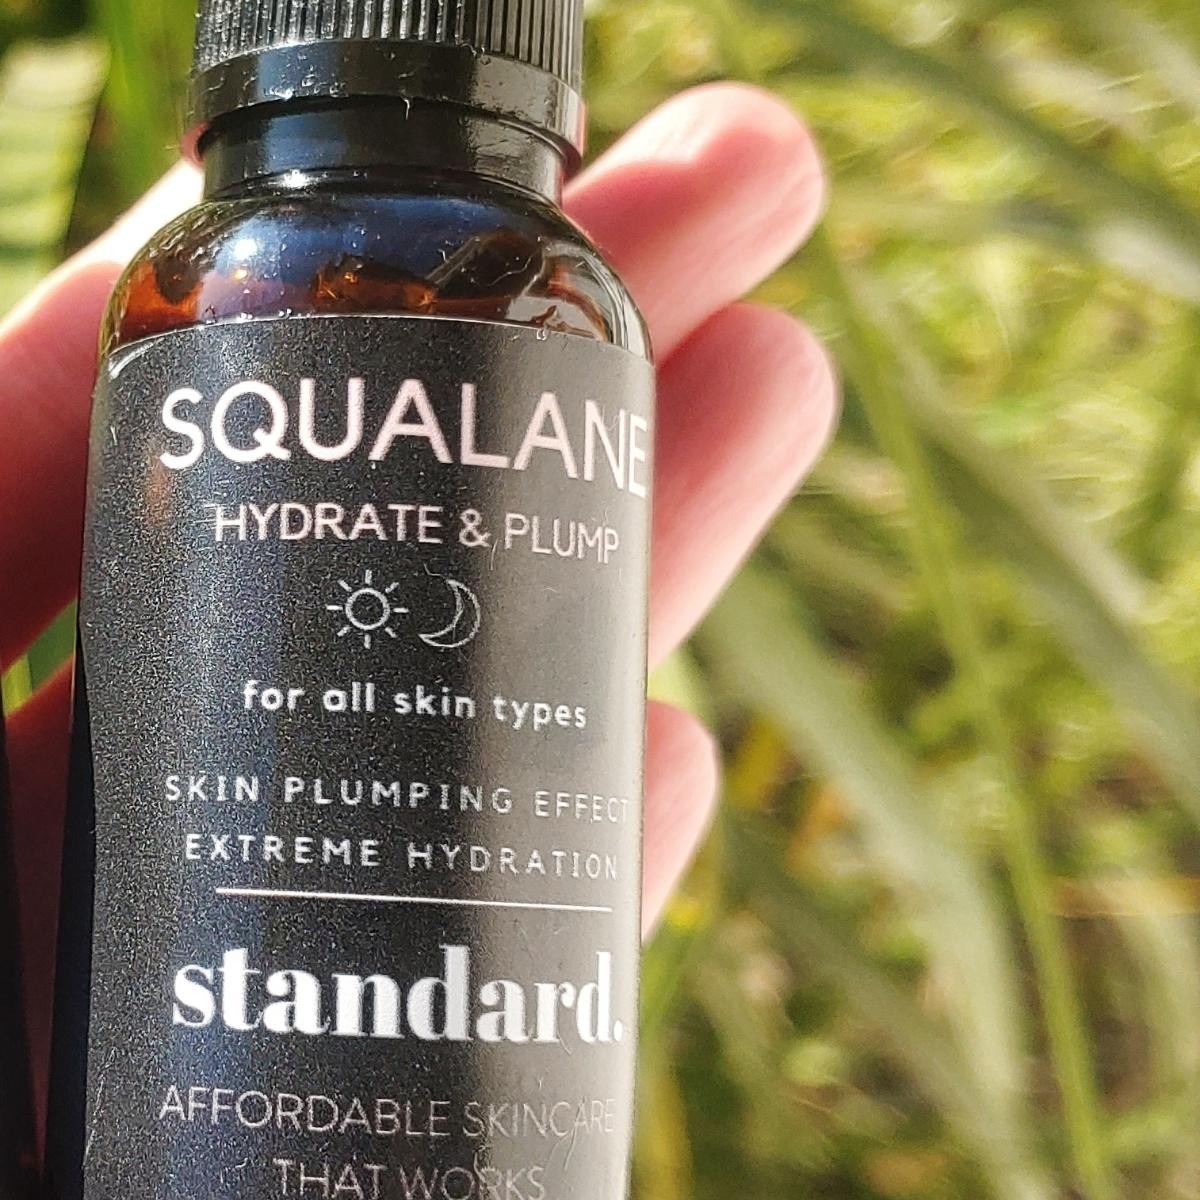 SQUALANE
HYDRATE & PLUMP
for all skin types
SKIN PLUMPING EFFECT
EXTREME HYDRATION
standard.
AFFORDABLE SKINCARE
THAT WORKS